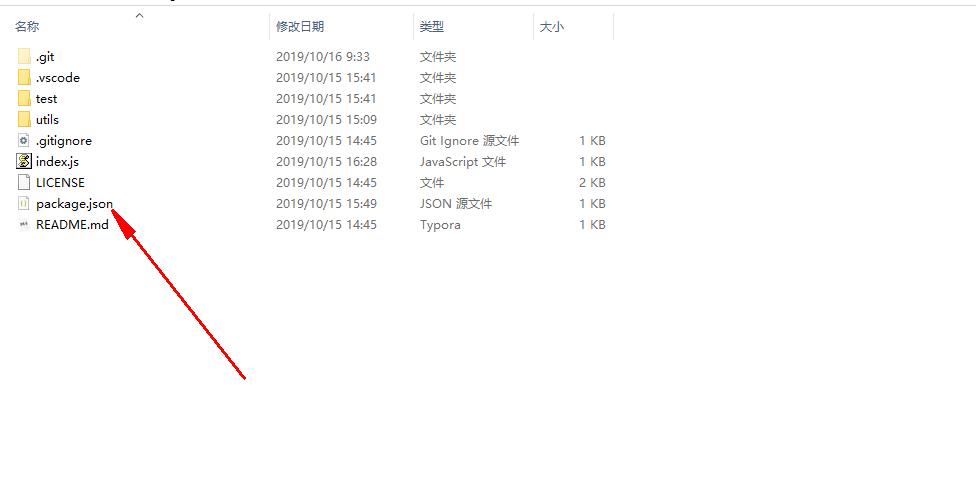 名称 修改日期 类型 大小
.git 2019/10/16 9:33 文件夹
.vscode 2019/10/15 15:41 文件夹
test 2019/10/15 15:41 文件夹
utils 2019/10/15 15:09 文件夹
.gitignore 2019/10/15 14:45 Git Ignore 源文件 1 KB
index.js 2019/10/15 16:28 JavaScript 文件 1 KB
LICENSE 2019/10/15 14:45 文件 2 KB
package.json 2019/10/15 15:49 JSON 源文件 1 KB
README.md 2019/10/15 14:45 Typora 1 KB